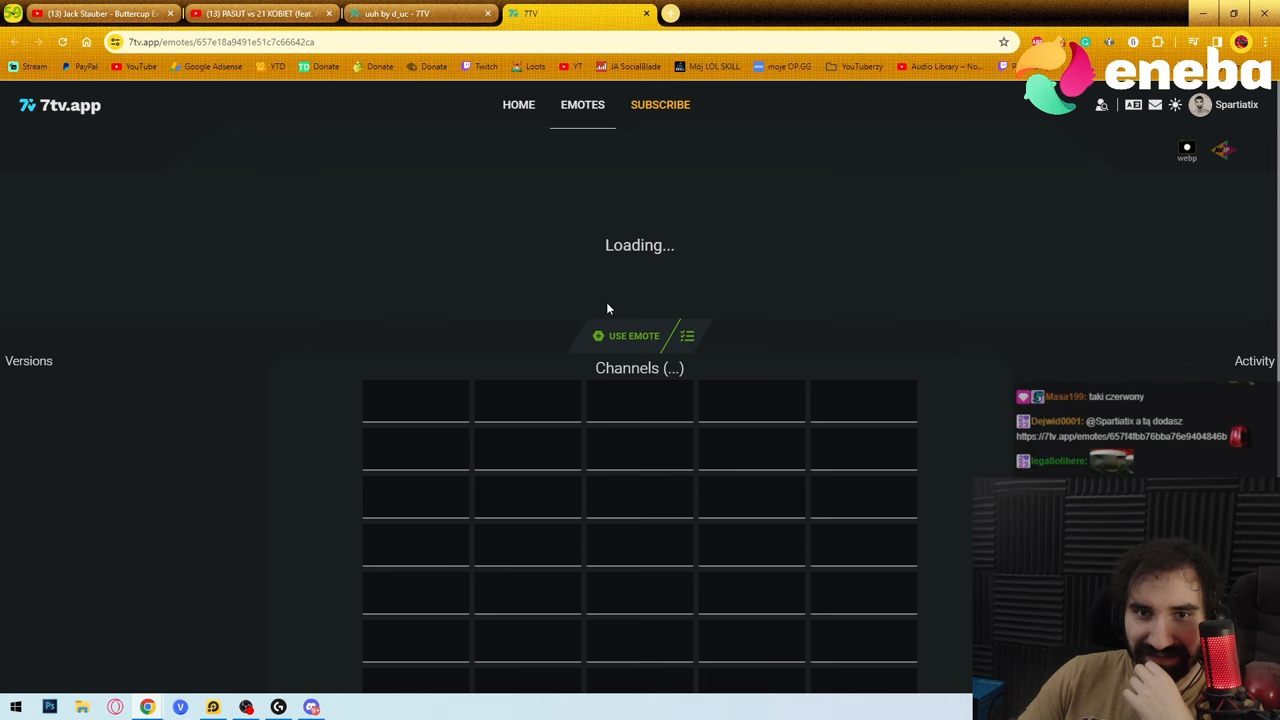 (13) Jack Stauber - Buttercup E
(13) PASUT vs 21 KOBIET (feat.
uuh by d_uc - 7TV
7TV
7tv.app/emotes/657e18a9491e51c7c66642ca
Stream
PayPal
YouTube
Google Adsense
YTD
Donate
Donate
Donate
Twitch
Loots
YT
JA SocialBlade
Mój LOL SKILL
moje OP.GG
YouTuberzy
Audio Library – No...
eneba
7tv.app
HOME
EMOTES
SUBSCRIBE
Spartiatix
webp
Loading...
USE EMOTE
Versions
Channels (...)
Activity
Masa199: taki czerwony
Dejwid0001: @Spartiatix a tą dodasz
https://7tv.app/emotes/657f4fbb76bba76e9404846b
legallolihere: